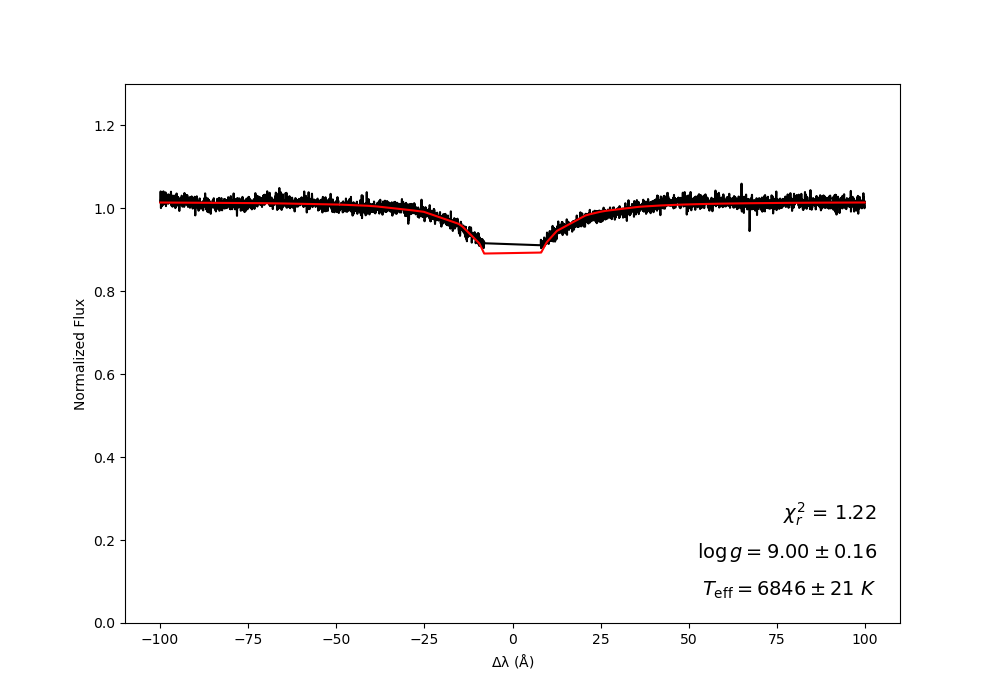 1.2
1.0
0.8
0.6
0.4
0.2
0.0
Normalized Flux
χ²ᵣ = 1.22
log g = 9.00 ± 0.16
T_eff = 6846 ± 21 K
−100 −75 −50 −25 0 25 50 75 100
Δλ (Å)